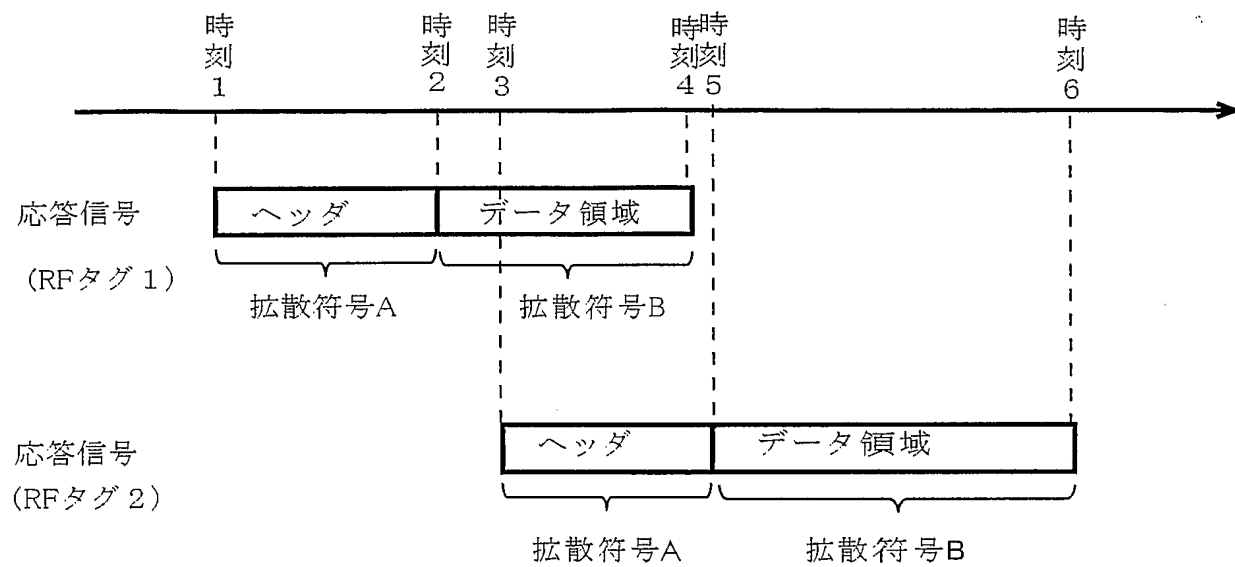 時刻1
時刻2
時刻3
時刻4
時刻5
時刻6
応答信号
(RFタグ1)
ヘッダ
データ領域
拡散符号A
拡散符号B
応答信号
(RFタグ2)
ヘッダ
データ領域
拡散符号A
拡散符号B